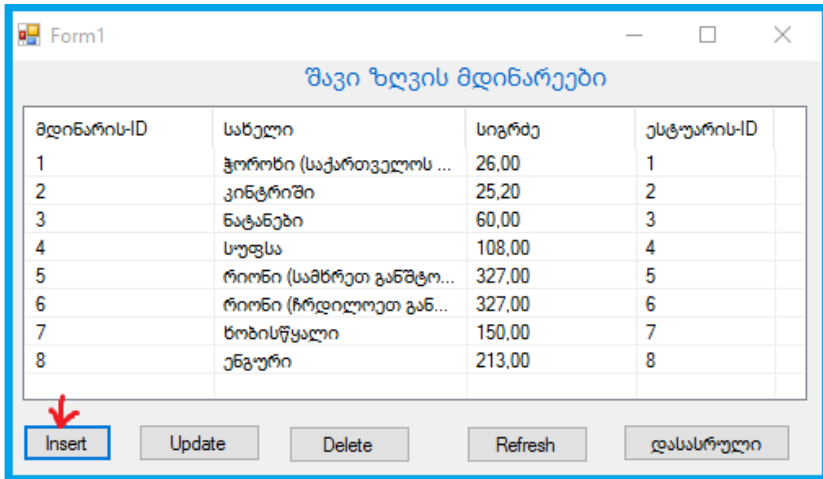 Form1
შავი ზღვის მდინარეები
მდინარის-ID სახელი სიგრძე ესტუარის-ID
1 ჭოროხი (საქართველოს ... 26,00 1
2 კინტრიში 25,20 2
3 ნატანები 60,00 3
4 სუფსა 108,00 4
5 რიონი (სამხრეთ განშტო... 327,00 5
6 რიონი (ჩრდილოეთ გან... 327,00 6
7 ხობისწყალი 150,00 7
8 ენგური 213,00 8
Insert Update Delete Refresh დასასრული